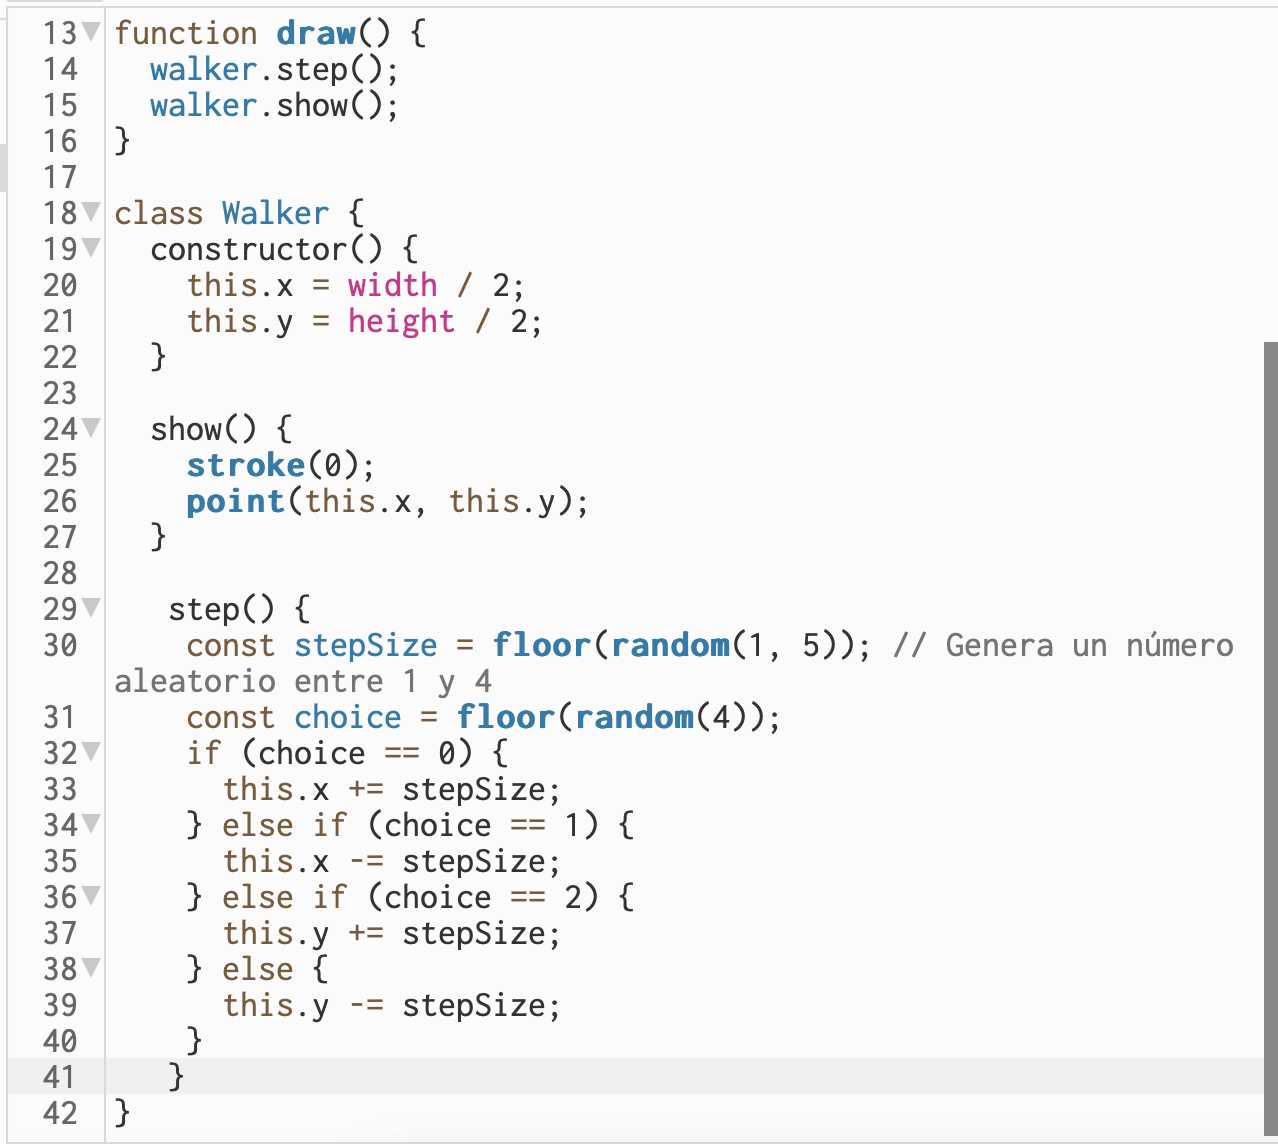 13 function draw() {
14   walker.step();
15   walker.show();
16 }
17
18 class Walker {
19   constructor() {
20     this.x = width / 2;
21     this.y = height / 2;
22   }
23
24   show() {
25     stroke(0);
26     point(this.x, this.y);
27   }
28
29    step() {
30     const stepSize = floor(random(1, 5)); // Genera un número
aleatorio entre 1 y 4
31     const choice = floor(random(4));
32     if (choice == 0) {
33       this.x += stepSize;
34     } else if (choice == 1) {
35       this.x -= stepSize;
36     } else if (choice == 2) {
37       this.y += stepSize;
38     } else {
39       this.y -= stepSize;
40     }
41    }
42 }